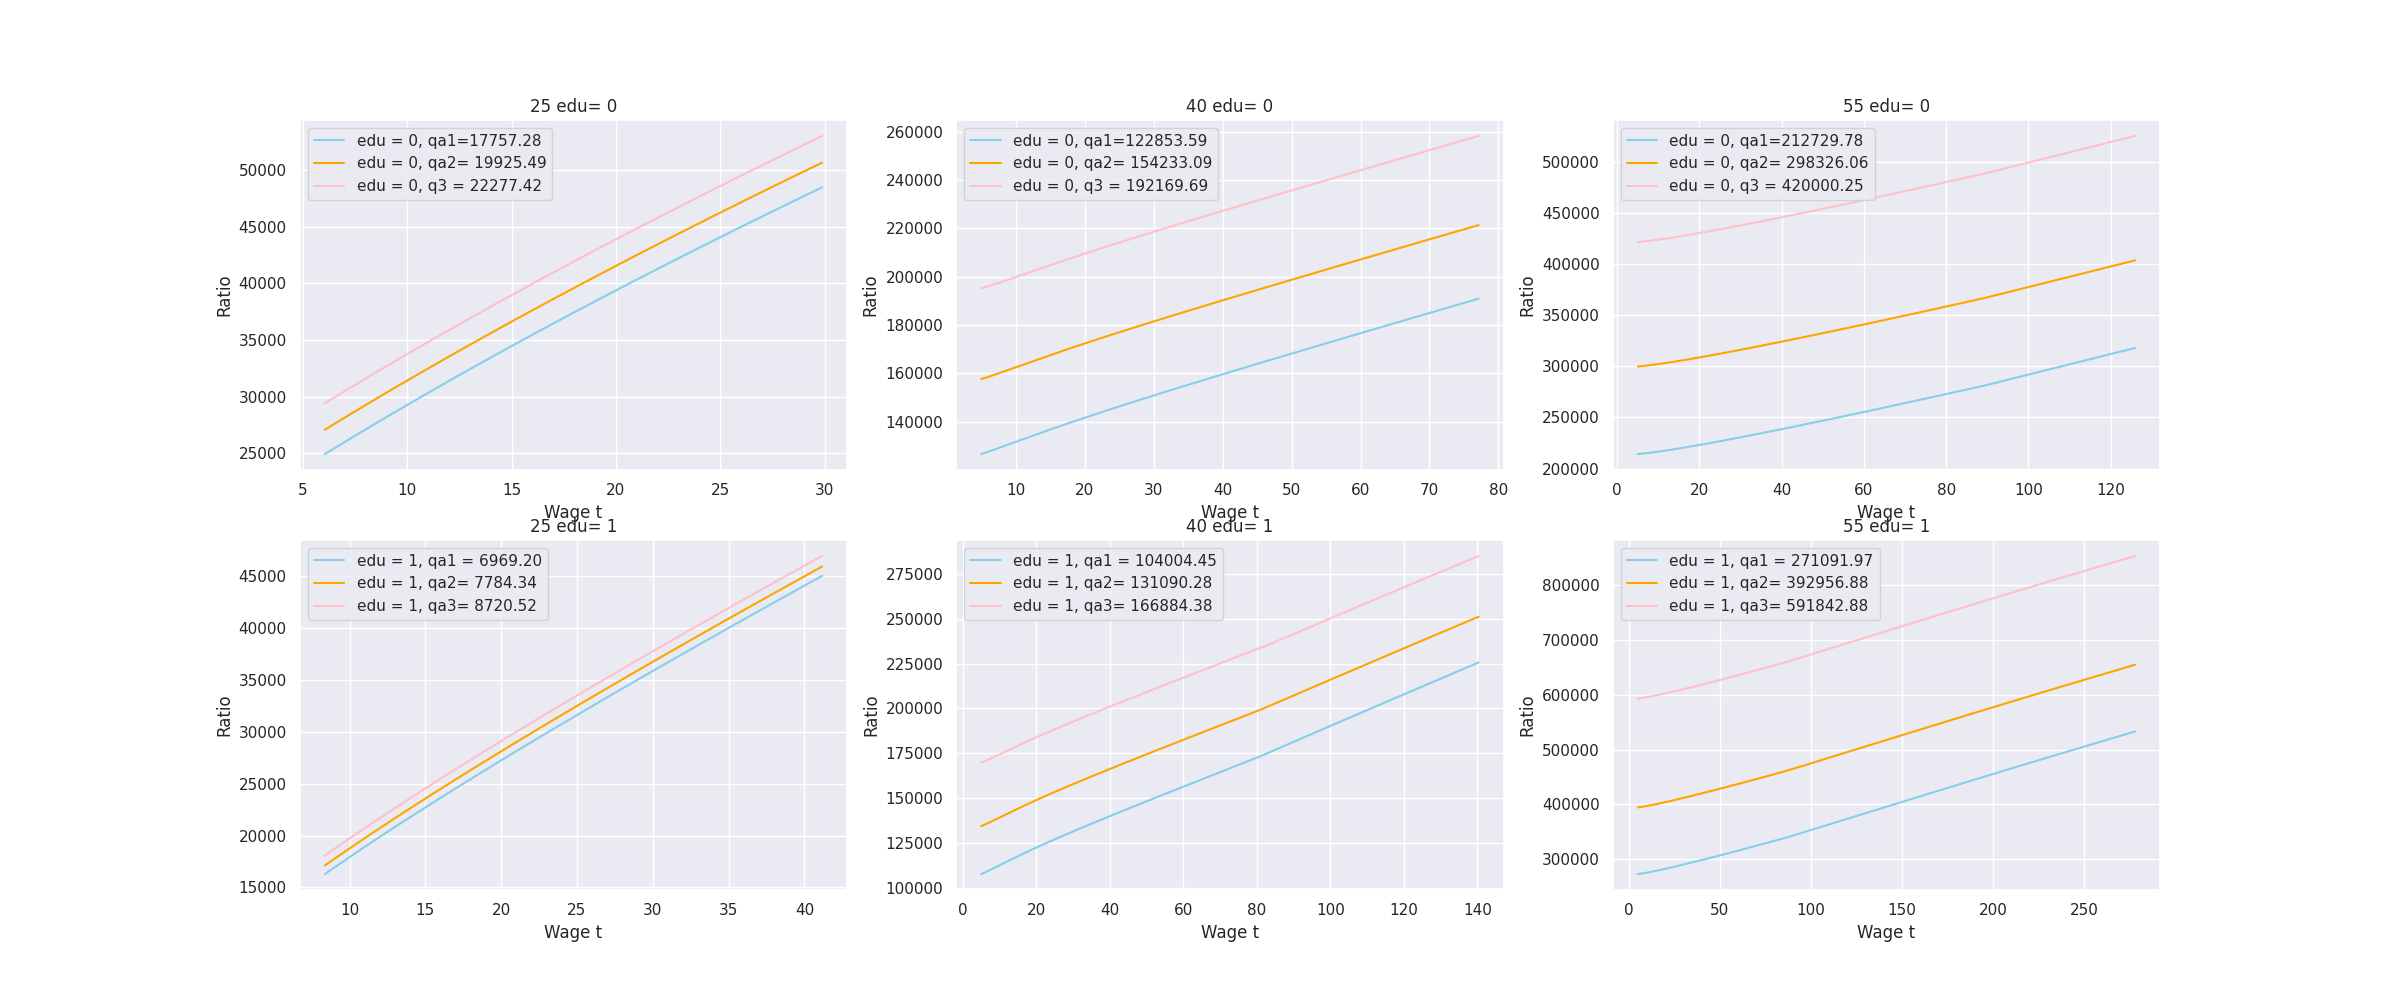 25 edu= 0
edu = 0, qa1=17757.28
edu = 0, qa2= 19925.49
edu = 0, q3 = 22277.42
50000
45000
40000
35000
30000
25000
Ratio
5 10 15 20 25 30
Wage t
40 edu= 0
edu = 0, qa1=122853.59
edu = 0, qa2= 154233.09
edu = 0, q3 = 192169.69
260000
240000
220000
200000
180000
160000
140000
Ratio
10 20 30 40 50 60 70 80
Wage t
55 edu= 0
edu = 0, qa1=212729.78
edu = 0, qa2= 298326.06
edu = 0, q3 = 420000.25
500000
450000
400000
350000
300000
250000
200000
Ratio
0 20 40 60 80 100 120
Wage t
25 edu= 1
edu = 1, qa1 = 6969.20
edu = 1, qa2= 7784.34
edu = 1, qa3= 8720.52
45000
40000
35000
30000
25000
20000
15000
Ratio
10 15 20 25 30 35 40
Wage t
40 edu= 1
edu = 1, qa1 = 104004.45
edu = 1, qa2= 131090.28
edu = 1, qa3= 166884.38
275000
250000
225000
200000
175000
150000
125000
100000
Ratio
0 20 40 60 80 100 120 140
Wage t
55 edu= 1
edu = 1, qa1 = 271091.97
edu = 1, qa2= 392956.88
edu = 1, qa3= 591842.88
800000
700000
600000
500000
400000
300000
Ratio
0 50 100 150 200 250
Wage t